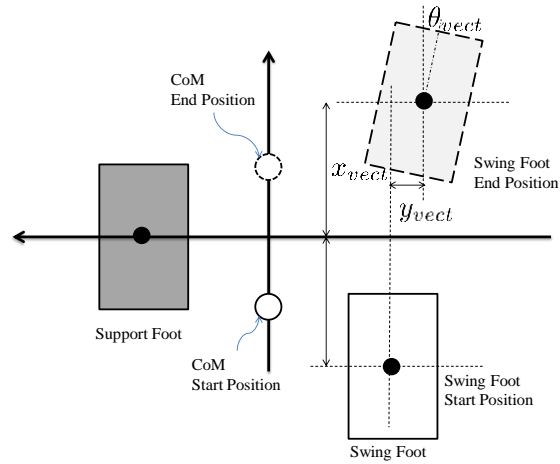 θvect
CoM
End Position
Swing Foot
End Position
xvect
yvect
Support Foot
CoM
Start Position
Swing Foot
Start Position
Swing Foot